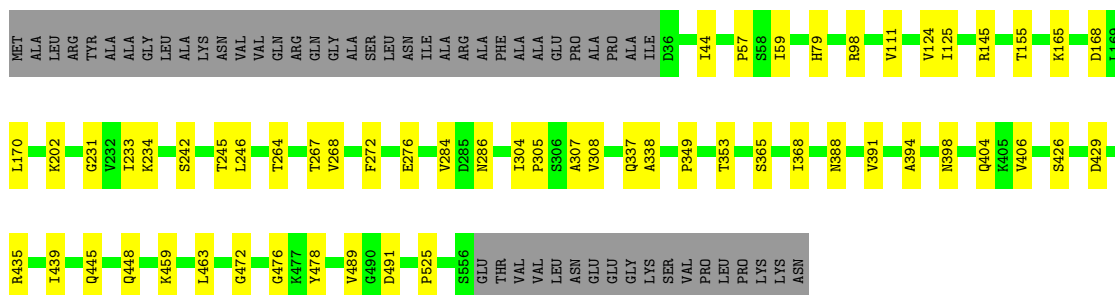 MET ALA LEU ARG TYR ALA ALA GLY LEU ALA LYS ASN VAL VAL GLN ARG GLN GLY ALA SER LEU ASN ILE ALA ARG ALA PHE ALA ALA GLU PRO ALA PRO ALA ILE D36 I44 P57 S58 I59 H79 R98 V111 V124 I125 R145 T155 K165 D168 L169
L170 K202 G231 V232 I233 K234 S242 T245 L246 T264 T267 V268 F272 E276 V284 D285 N286 I304 P305 S306 A307 V308 Q337 A338 P349 T353 S365 I368 N388 V391 A394 N398 Q404 K405 V406 S426 D429
R435 I439 Q445 Q448 K459 L463 G472 G476 K477 Y478 V489 G490 D491 P525 S556 GLU THR VAL VAL LEU ASN GLU GLU GLY LYS SER VAL PRO LEU PRO LYS LYS ASN